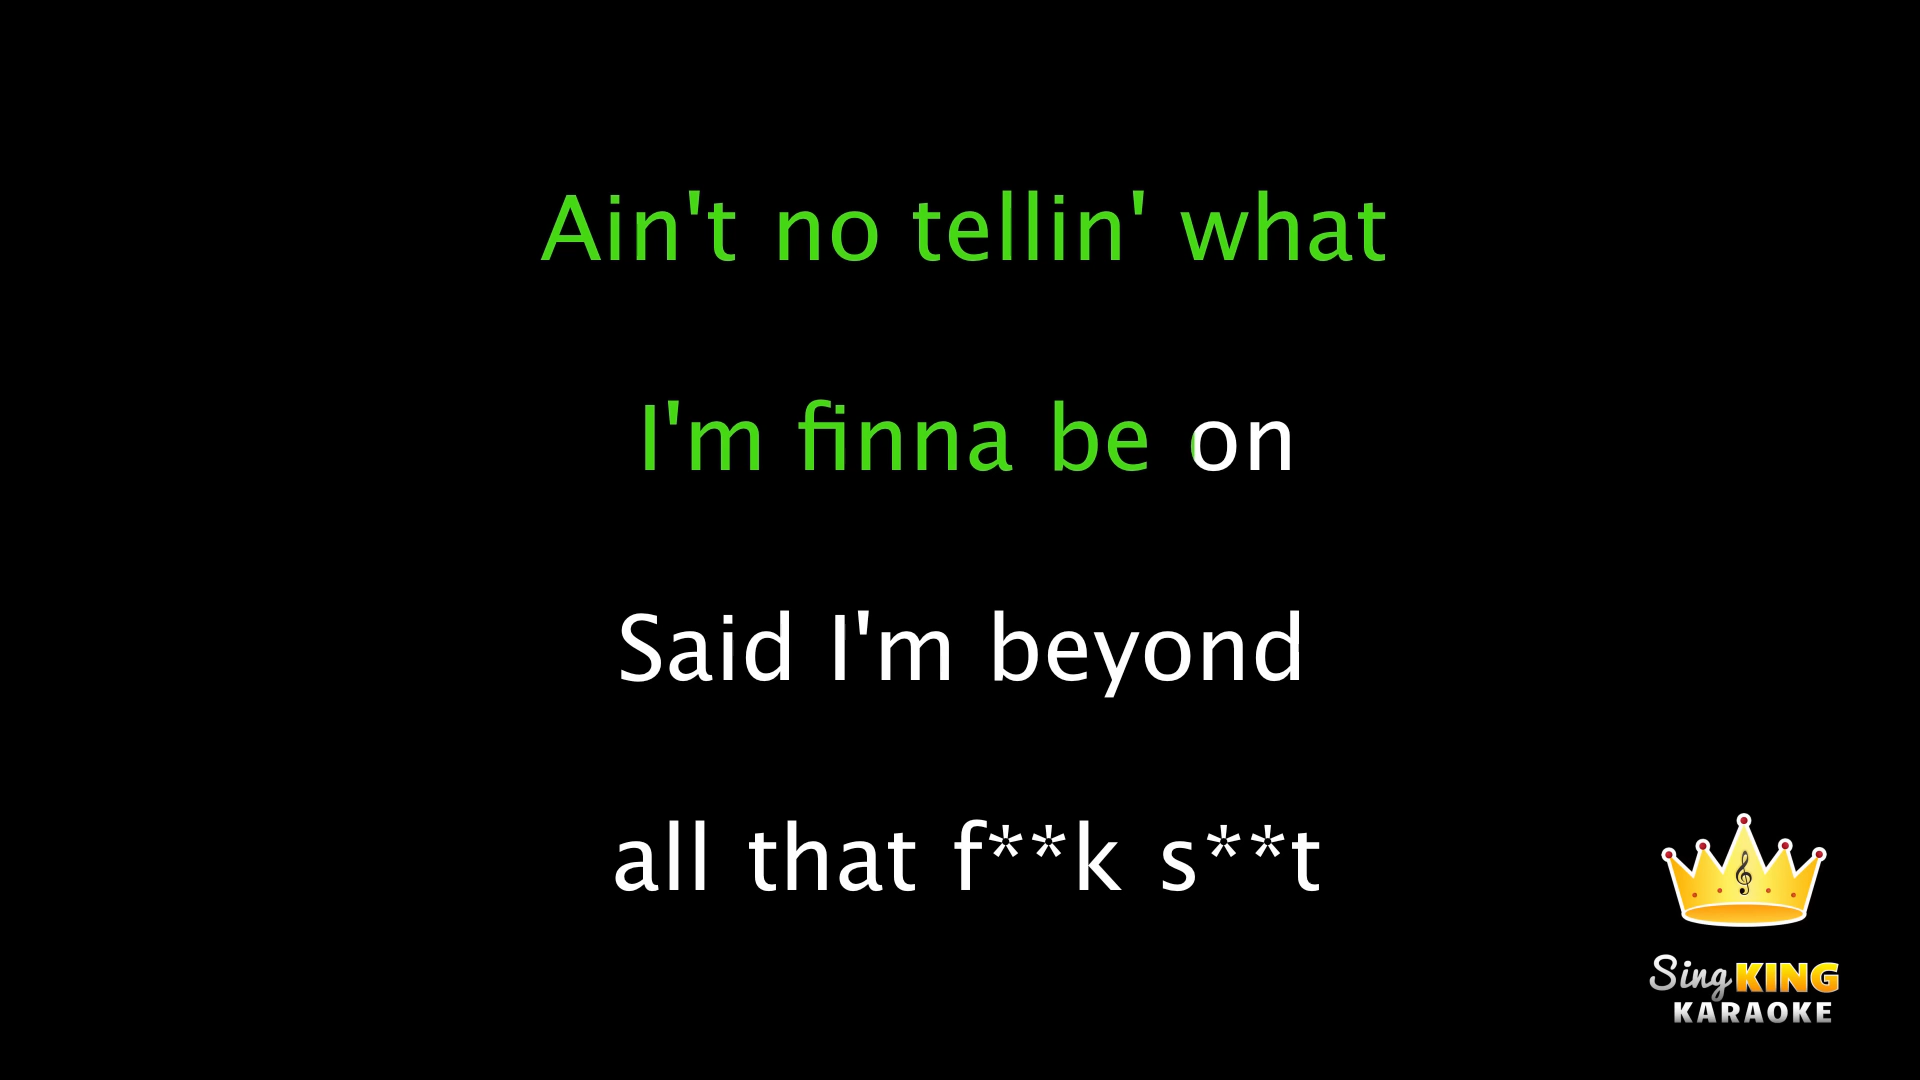 Ain't no tellin' what
I'm finna be on
Said I'm beyond
all that f**k s**t
Sing KING
KARAOKE